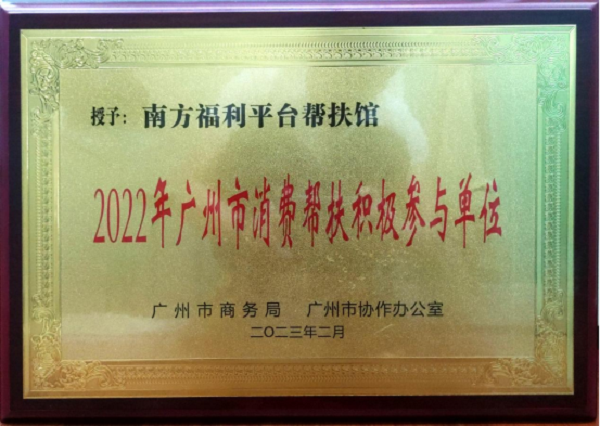 授予：南方福利平台帮扶馆
2022年广州市消费帮扶积极参与单位
广州市商务局 广州市协作办公室
二〇二三年二月